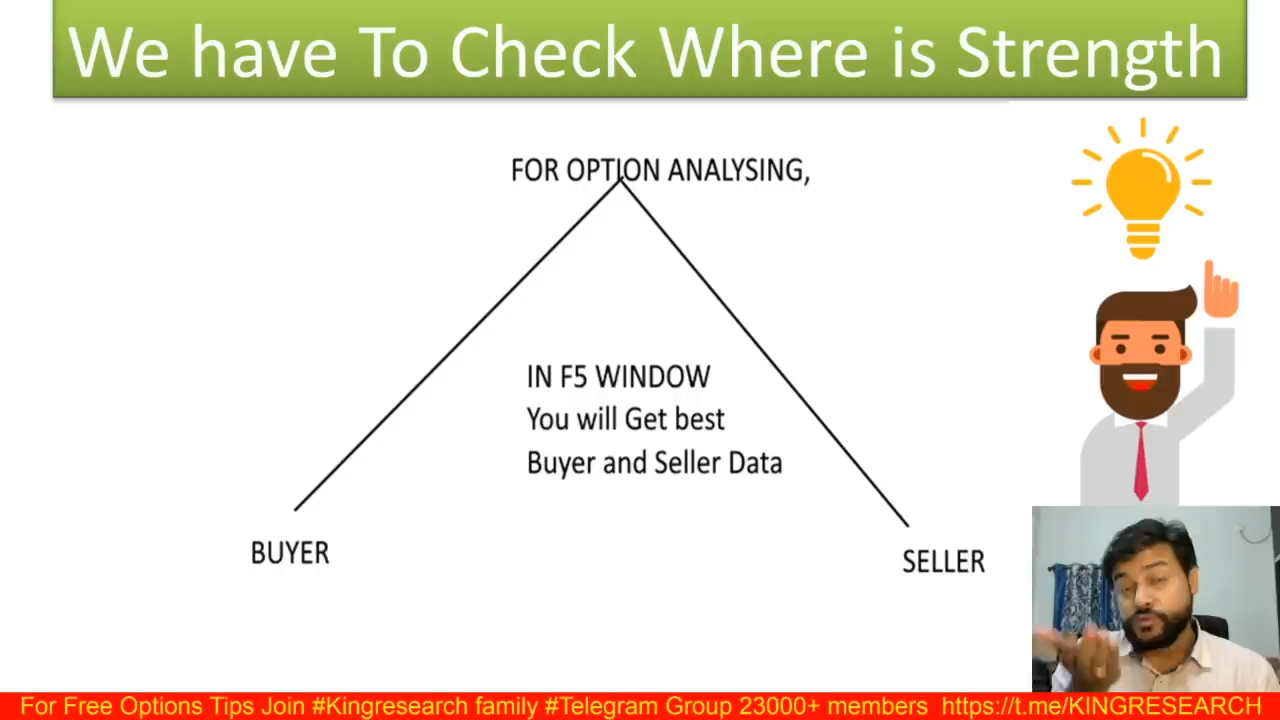 We have To Check Where is Strength
FOR OPTION ANALYSING,
IN F5 WINDOW
You will Get best
Buyer and Seller Data
BUYER
SELLER
For Free Options Tips Join #Kingresearch family #Telegram Group 23000+ members https://t.me/KINGRESEARCH